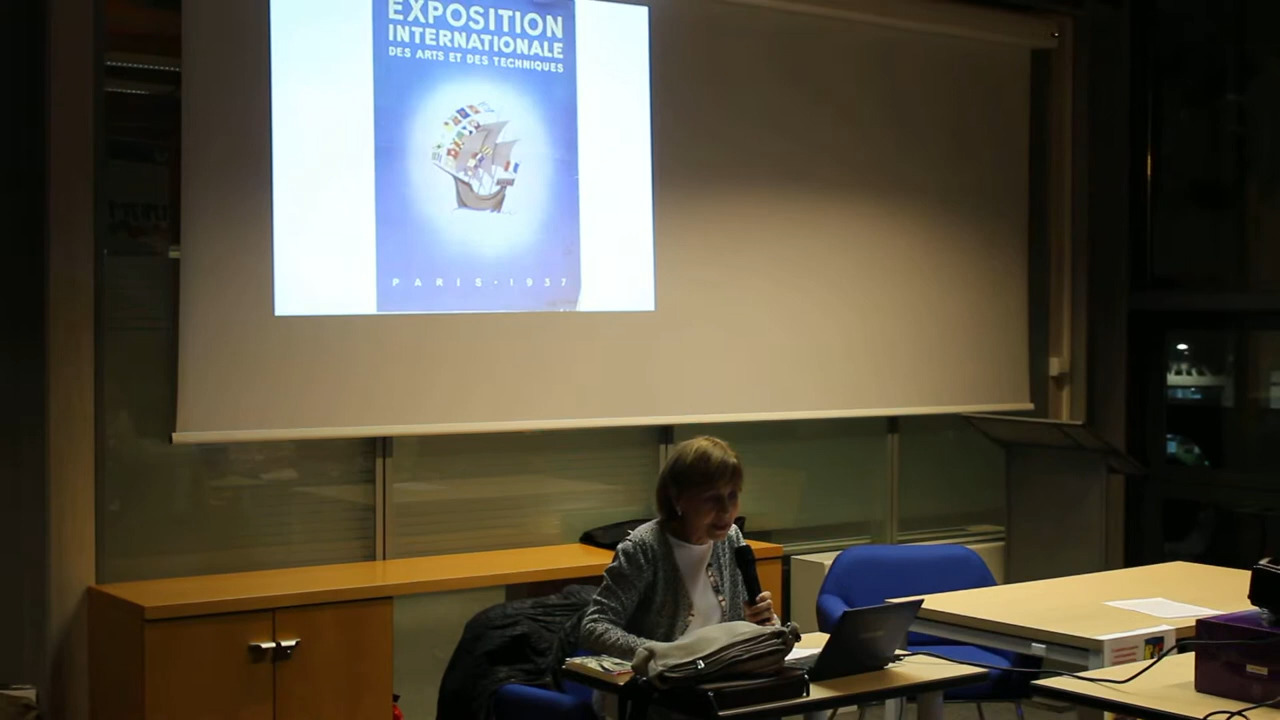 EXPOSITION
INTERNATIONALE
DES ARTS ET DES TECHNIQUES
PARIS · 1937